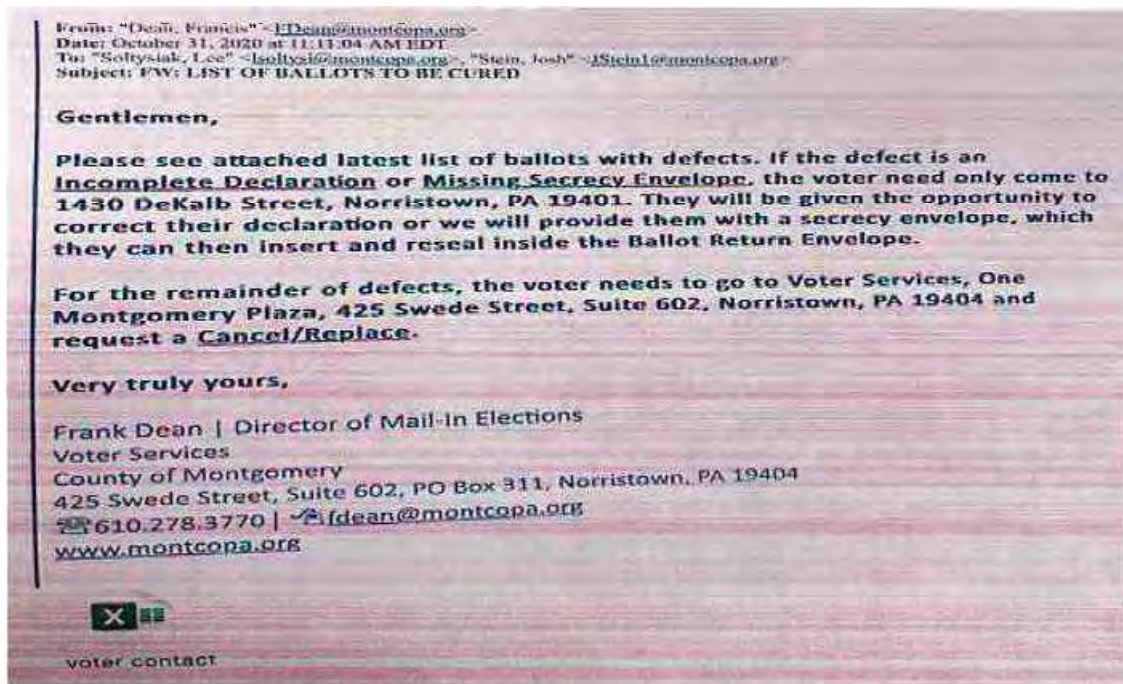 From: "Dean, Francis" <FDean@montcopa.org>
Date: October 31, 2020 at 11:11:04 AM EDT
To: "Soltysiak, Lee" <lsoltysi@montcopa.org>, "Stein, Josh" <JStein1@montcopa.org>
Subject: FW: LIST OF BALLOTS TO BE CURED
Gentlemen,
Please see attached latest list of ballots with defects. If the defect is an
Incomplete Declaration or Missing Secrecy Envelope, the voter need only come to
1430 DeKalb Street, Norristown, PA 19401. They will be given the opportunity to
correct their declaration or we will provide them with a secrecy envelope, which
they can then insert and reseal inside the Ballot Return Envelope.
For the remainder of defects, the voter needs to go to Voter Services, One
Montgomery Plaza, 425 Swede Street, Suite 602, Norristown, PA 19404 and
request a Cancel/Replace.
Very truly yours,
Frank Dean | Director of Mail-In Elections
Voter Services
County of Montgomery
425 Swede Street, Suite 602, PO Box 311, Norristown, PA 19404
610.278.3770 | fdean@montcopa.org
www.montcopa.org
voter contact